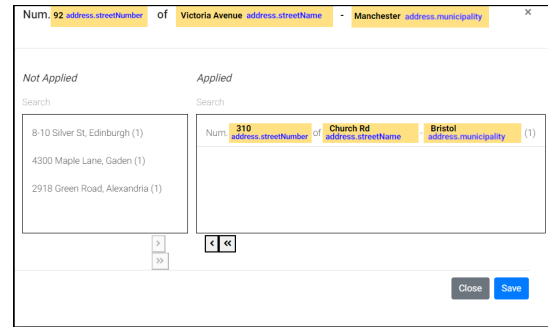 Num. 92 address.streetNumber of Victoria Avenue address.streetName - Manchester address.municipality ×
Not Applied Applied
Search Search
8-10 Silver St, Edinburgh (1)
4300 Maple Lane, Gaden (1)
2918 Green Road, Alexandria (1)
Num. 310 address.streetNumber of Church Rd address.streetName - Bristol address.municipality (1)
> < «
»
Close Save